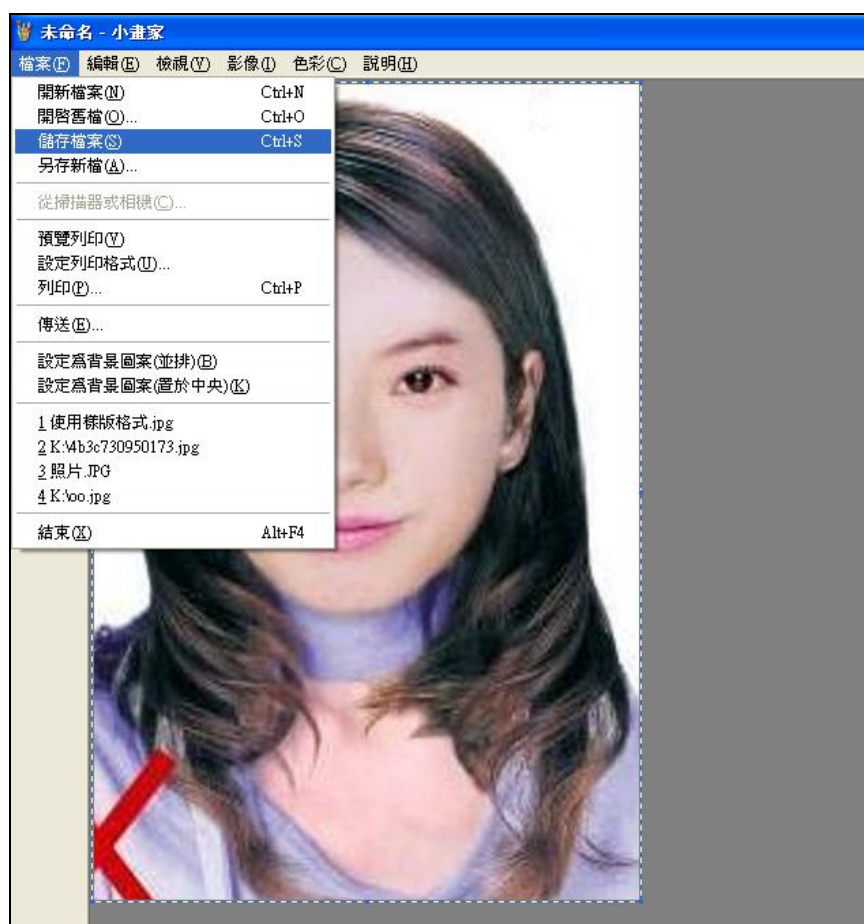 未命名 - 小畫家
檔案(F) 編輯(E) 檢視(V) 影像(I) 色彩(C) 說明(H)
開新檔案(N) Ctrl+N
開啓舊檔(O)... Ctrl+O
儲存檔案(S) Ctrl+S
另存新檔(A)...
從掃描器或相機(C)...
預覽列印(V)
設定列印格式(U)...
列印(P)... Ctrl+P
傳送(E)...
設定為背景圖案(並排)(B)
設定為背景圖案(置於中央)(K)
1 使用樣版格式.jpg
2 K:\4b3c730950173.jpg
3 照片.JPG
4 K:\oo.jpg
結束(X) Alt+F4